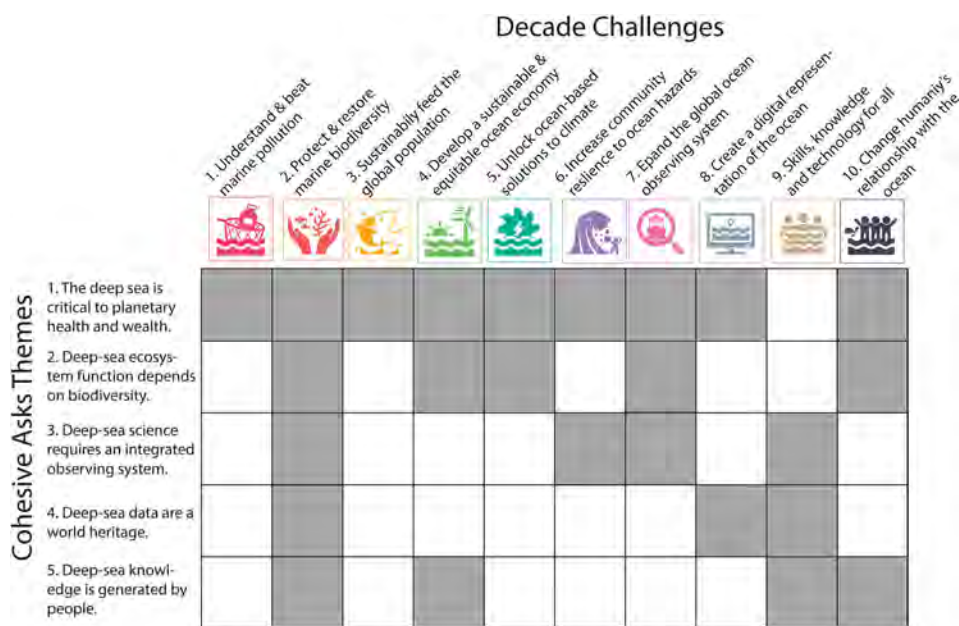 Decade Challenges
1. Understand & beat
marine pollution
2. Protect & restore
marine biodiversity
3. Sustainabily feed the
global population
4. Develop a sustainable &
equitable ocean economy
5. Unlock ocean-based
solutions to climate
6. Increase community
resilience to ocean hazards
7. Epand the global ocean
observing system
8. Create a digital represen-
tation of the ocean
9. Skills, knowledge
and technology for all
10. Change humaniy's
relationship with the
ocean
Cohesive Asks Themes
1. The deep sea is
critical to planetary
health and wealth.
2. Deep-sea ecosys-
tem function depends
on biodiversity.
3. Deep-sea science
requires an integrated
observing system.
4. Deep-sea data are a
world heritage.
5. Deep-sea knowl-
edge is generated by
people.